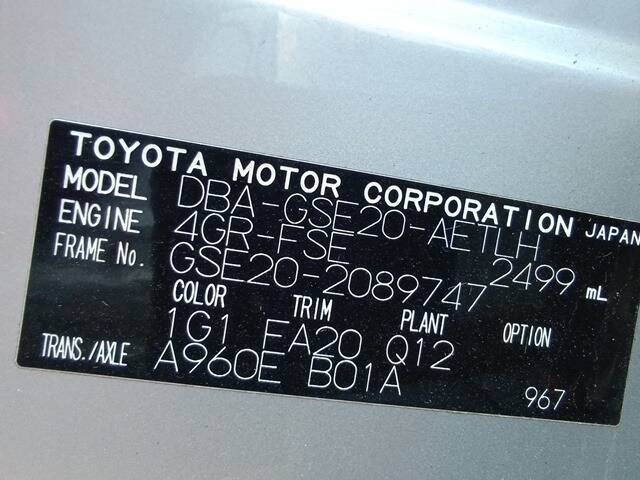 TOYOTA MOTOR CORPORATION JAPAN
MODEL DBA-GSE20-AETLH
ENGINE 4GR-FSE 2499 mL
FRAME No. GSE20-2089747
COLOR TRIM PLANT OPTION
1G1 FA20 Q12
TRANS./AXLE A960E B01A 967